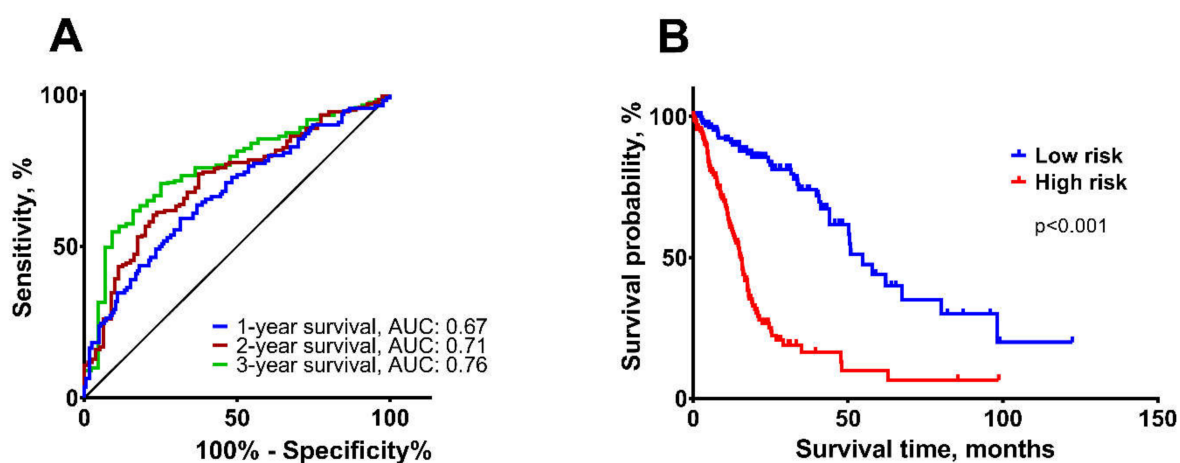 A
Sensitivity, %
100
50
0
1-year survival, AUC: 0.67
2-year survival, AUC: 0.71
3-year survival, AUC: 0.76
0
50
100
100% - Specificity%
B
Survival probability, %
100
50
0
Low risk
High risk
p<0.001
0
50
100
150
Survival time, months